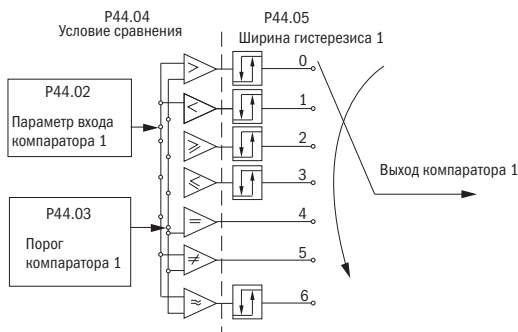 P44.04
Условие сравнения
P44.05
Ширина гистерезиса 1
P44.02
Параметр входа
компаратора 1
P44.03
Порог
компаратора 1
>
<
⩾
⩽
=
≠
≈
0
1
2
3
4
5
6
Выход компаратора 1